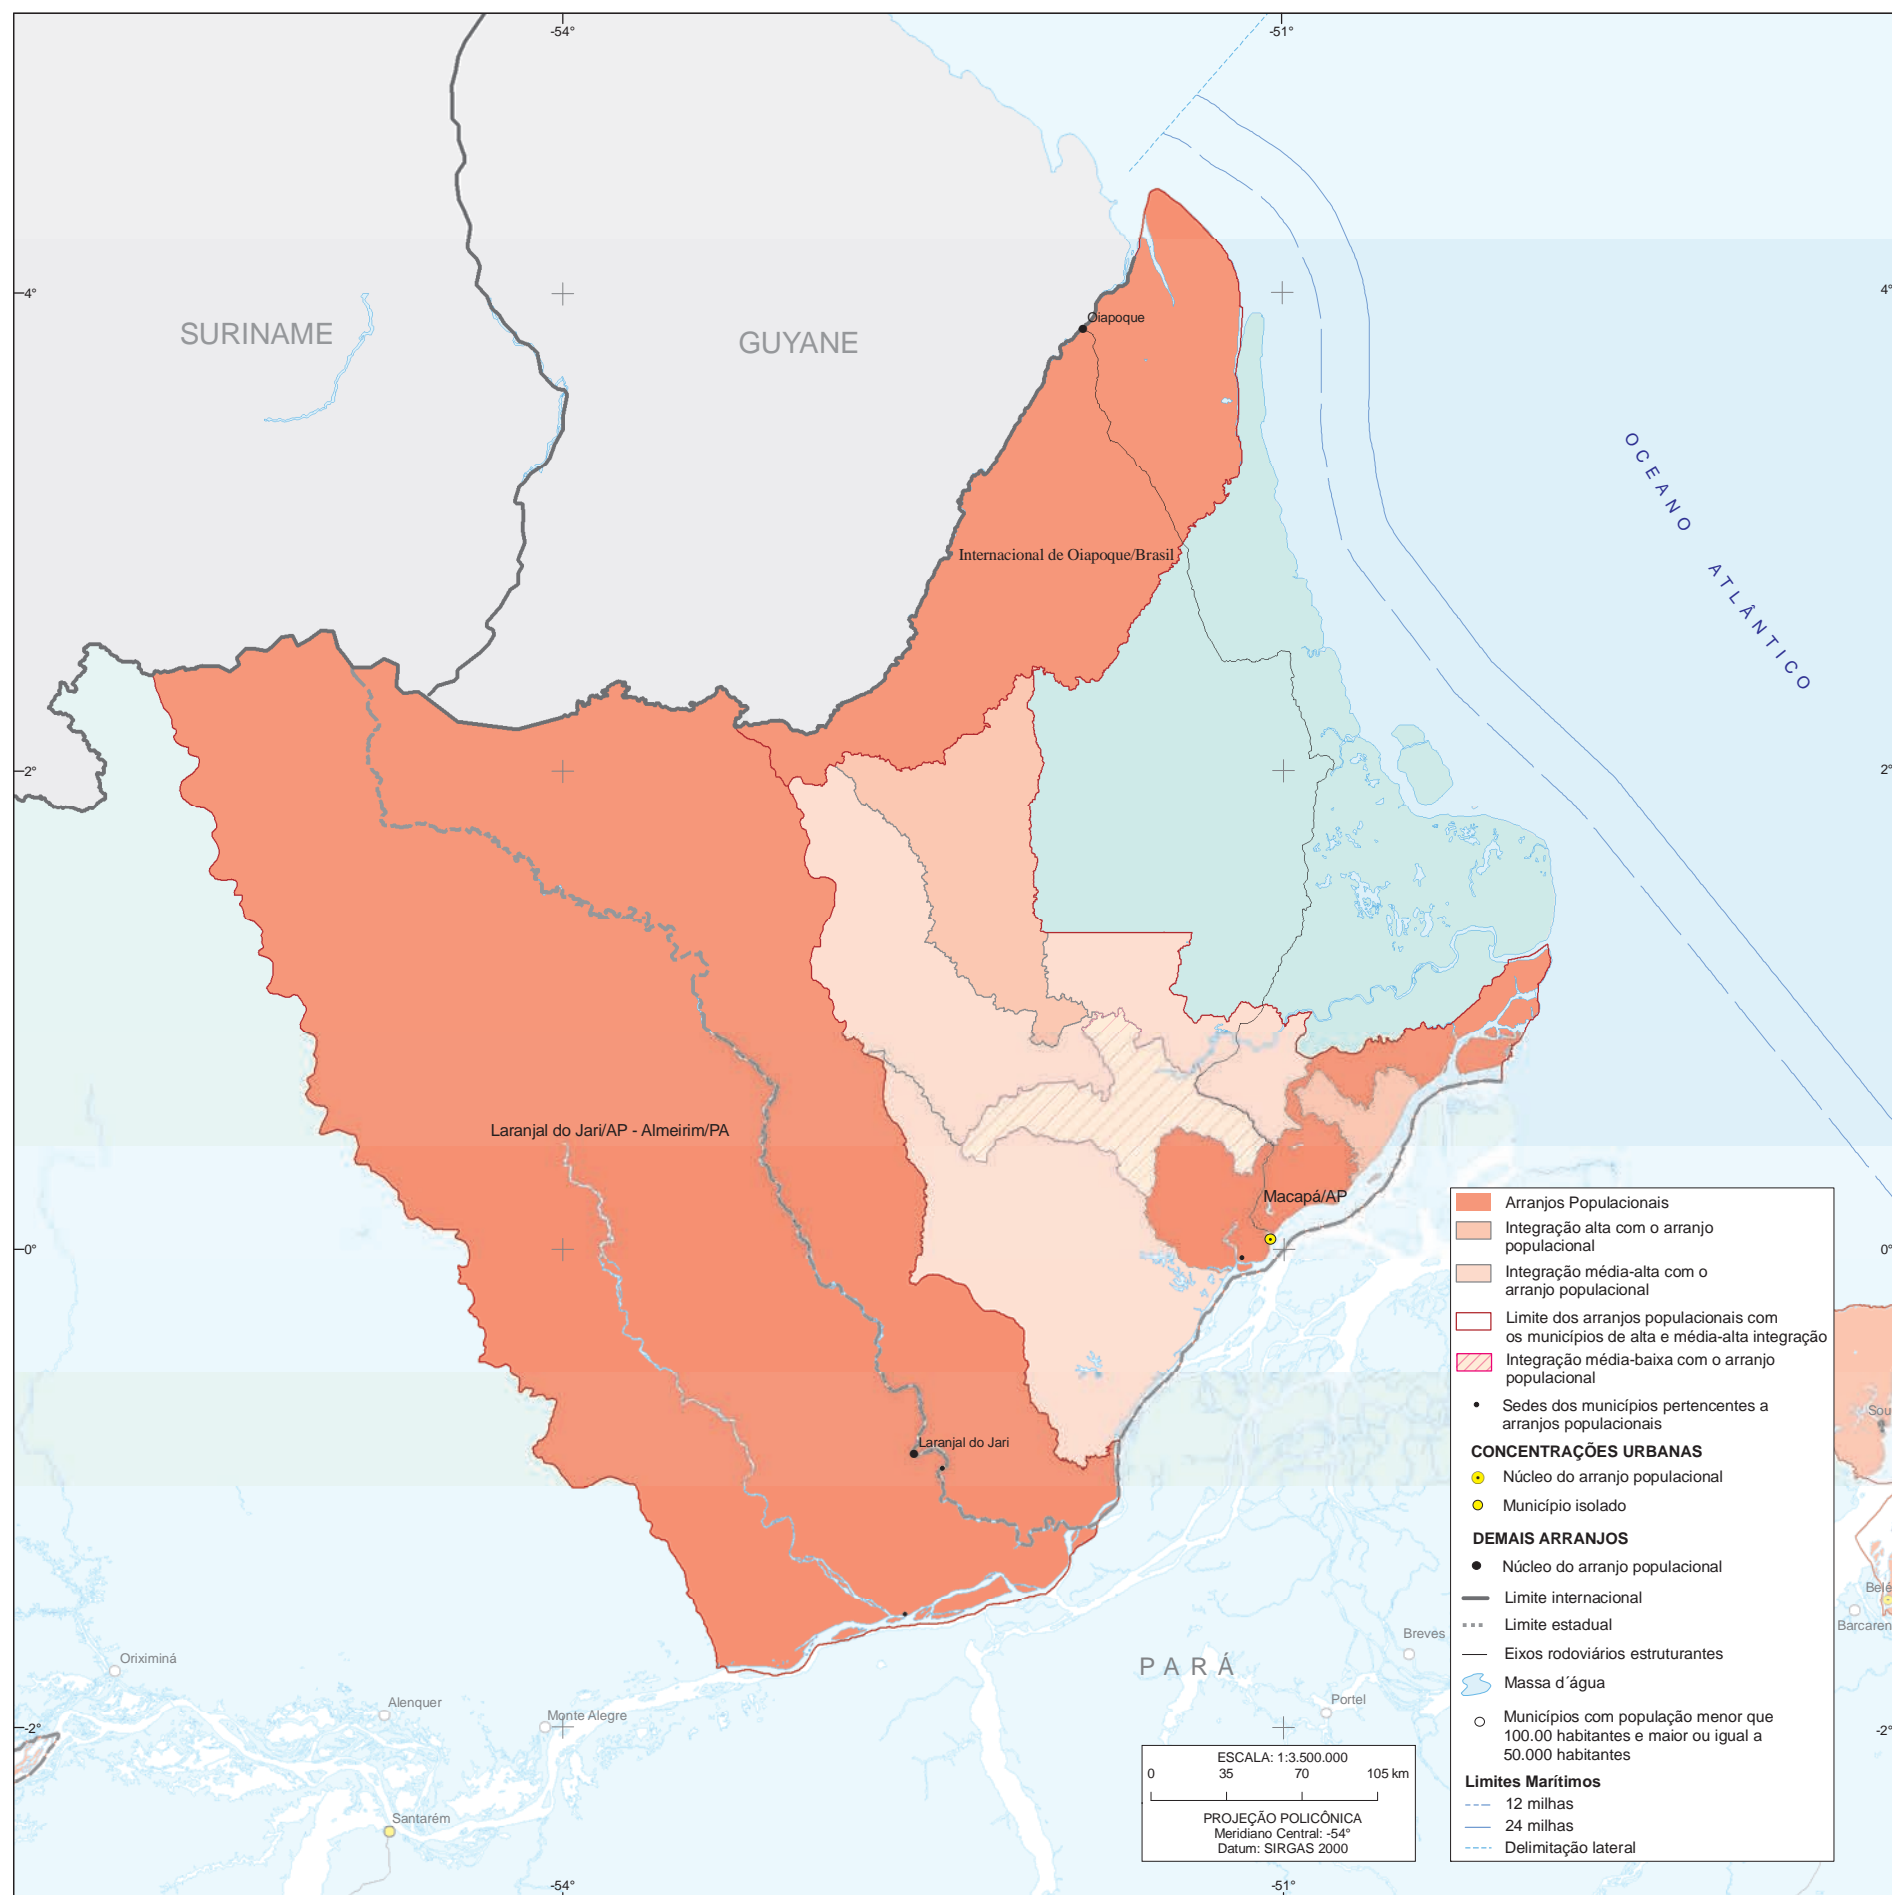 -54°
-51°
4°
4°
SURINAME
GUYANE
Oiapoque
OCEANO ATLÂNTICO
Internacional de Oiapoque/Brasil
2°
2°
Laranjal do Jari/AP - Almeirim/PA
Macapá/AP
0°
0°
Laranjal do Jari
Arranjos Populacionais
Integração alta com o arranjo
populacional
Integração média-alta com o
arranjo populacional
Limite dos arranjos populacionais com
os municípios de alta e média-alta integração
Integração média-baixa com o arranjo
populacional
Sedes dos municípios pertencentes a
arranjos populacionais
CONCENTRAÇÕES URBANAS
Núcleo do arranjo populacional
Município isolado
DEMAIS ARRANJOS
Núcleo do arranjo populacional
Limite internacional
Limite estadual
Eixos rodoviários estruturantes
Massa d´água
Municípios com população menor que
100.00 habitantes e maior ou igual a
50.000 habitantes
Limites Marítimos
12 milhas
24 milhas
Delimitação lateral
Sou
Belé
Barcaren
Breves
PARÁ
Portel
Oriximiná
Alenquer
Monte Alegre
Santarém
-2°
-2°
ESCALA: 1:3.500.000
0 35 70 105 km
PROJEÇÃO POLICÔNICA
Meridiano Central: -54°
Datum: SIRGAS 2000
-54°
-51°